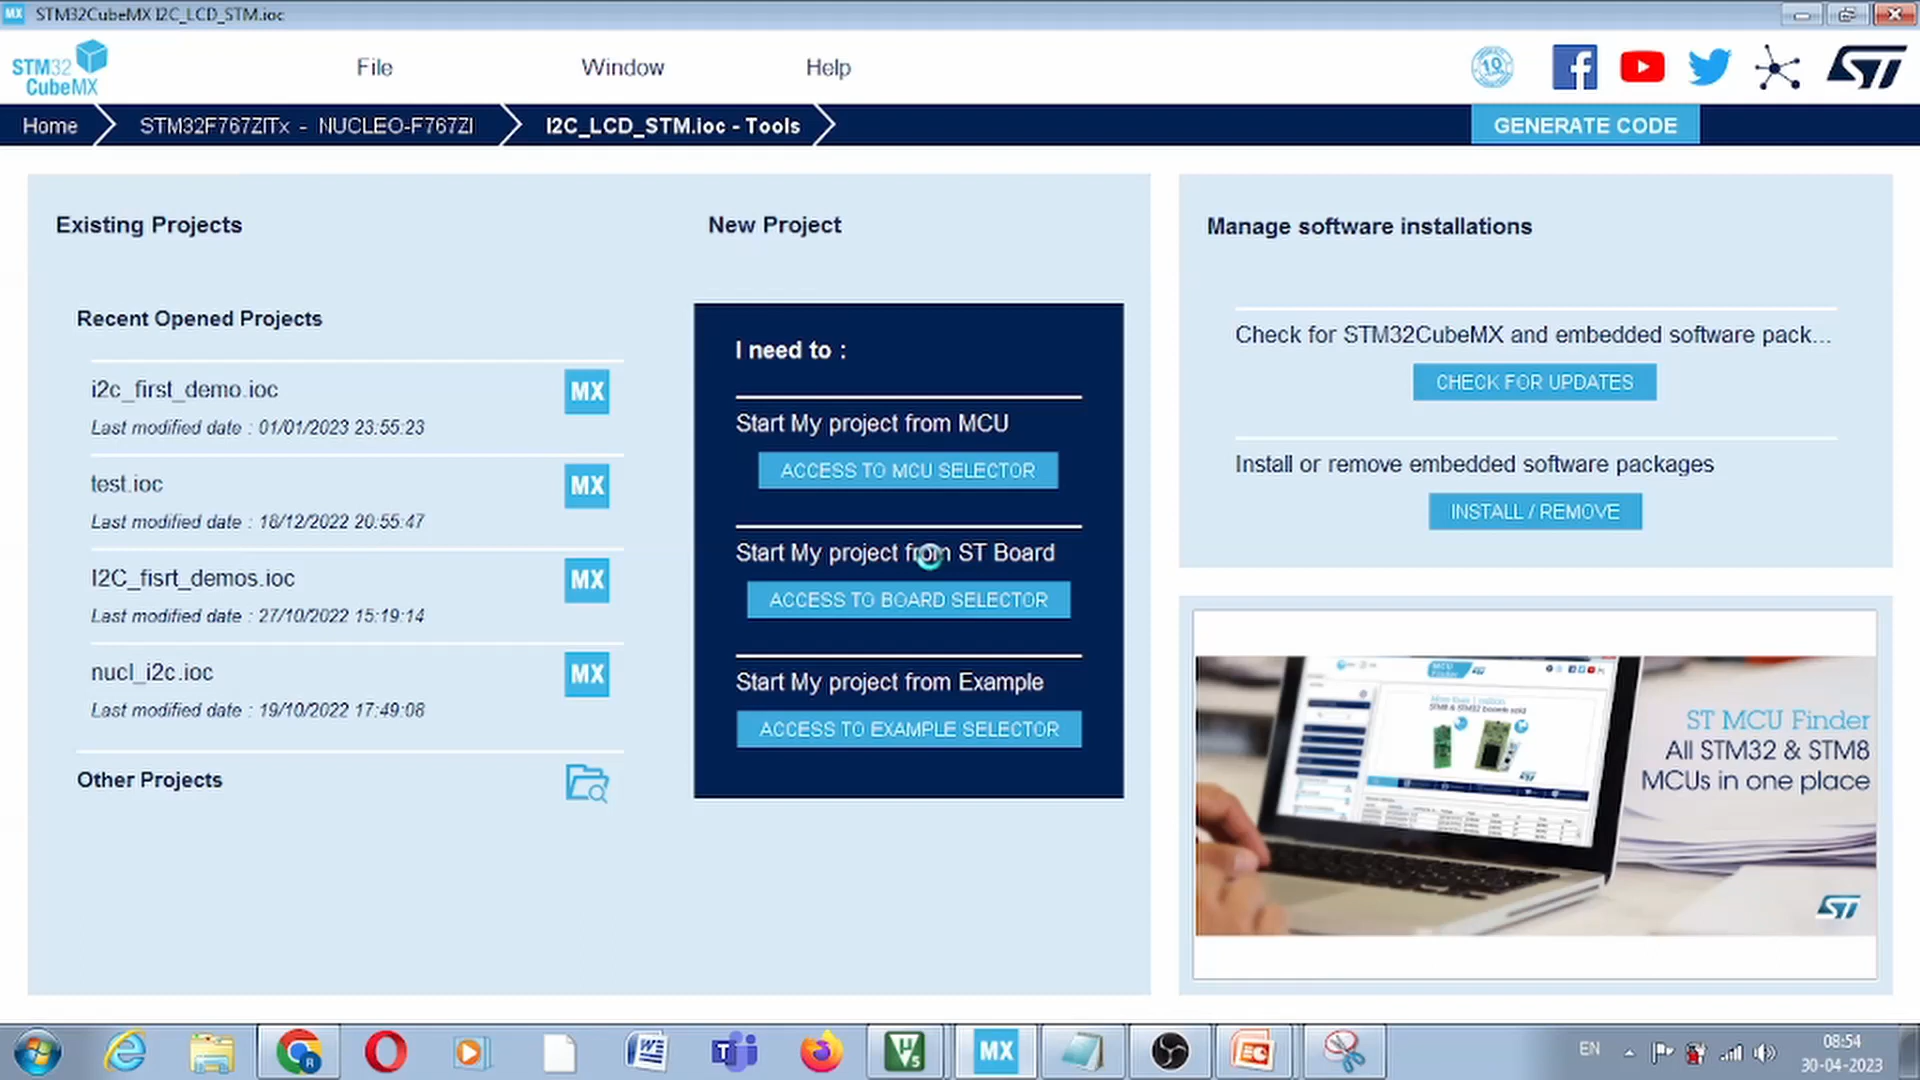 MX STM32CubeMX I2C_LCD_STM.ioc
STM32
CubeMX
File
Window
Help
10
ST
Home
STM32F767ZITx - NUCLEO-F767ZI
I2C_LCD_STM.ioc - Tools
GENERATE CODE
Existing Projects
Recent Opened Projects
i2c_first_demo.ioc
MX
Last modified date : 01/01/2023 23:55:23
test.ioc
MX
Last modified date : 18/12/2022 20:55:47
I2C_fisrt_demos.ioc
MX
Last modified date : 27/10/2022 15:19:14
nucl_i2c.ioc
MX
Last modified date : 19/10/2022 17:49:08
Other Projects
New Project
I need to :
Start My project from MCU
ACCESS TO MCU SELECTOR
Start My project from ST Board
ACCESS TO BOARD SELECTOR
Start My project from Example
ACCESS TO EXAMPLE SELECTOR
Manage software installations
Check for STM32CubeMX and embedded software pack...
CHECK FOR UPDATES
Install or remove embedded software packages
INSTALL / REMOVE
ST MCU Finder
All STM32 & STM8
MCUs in one place
ST
MX
EN
08:54
30-04-2023